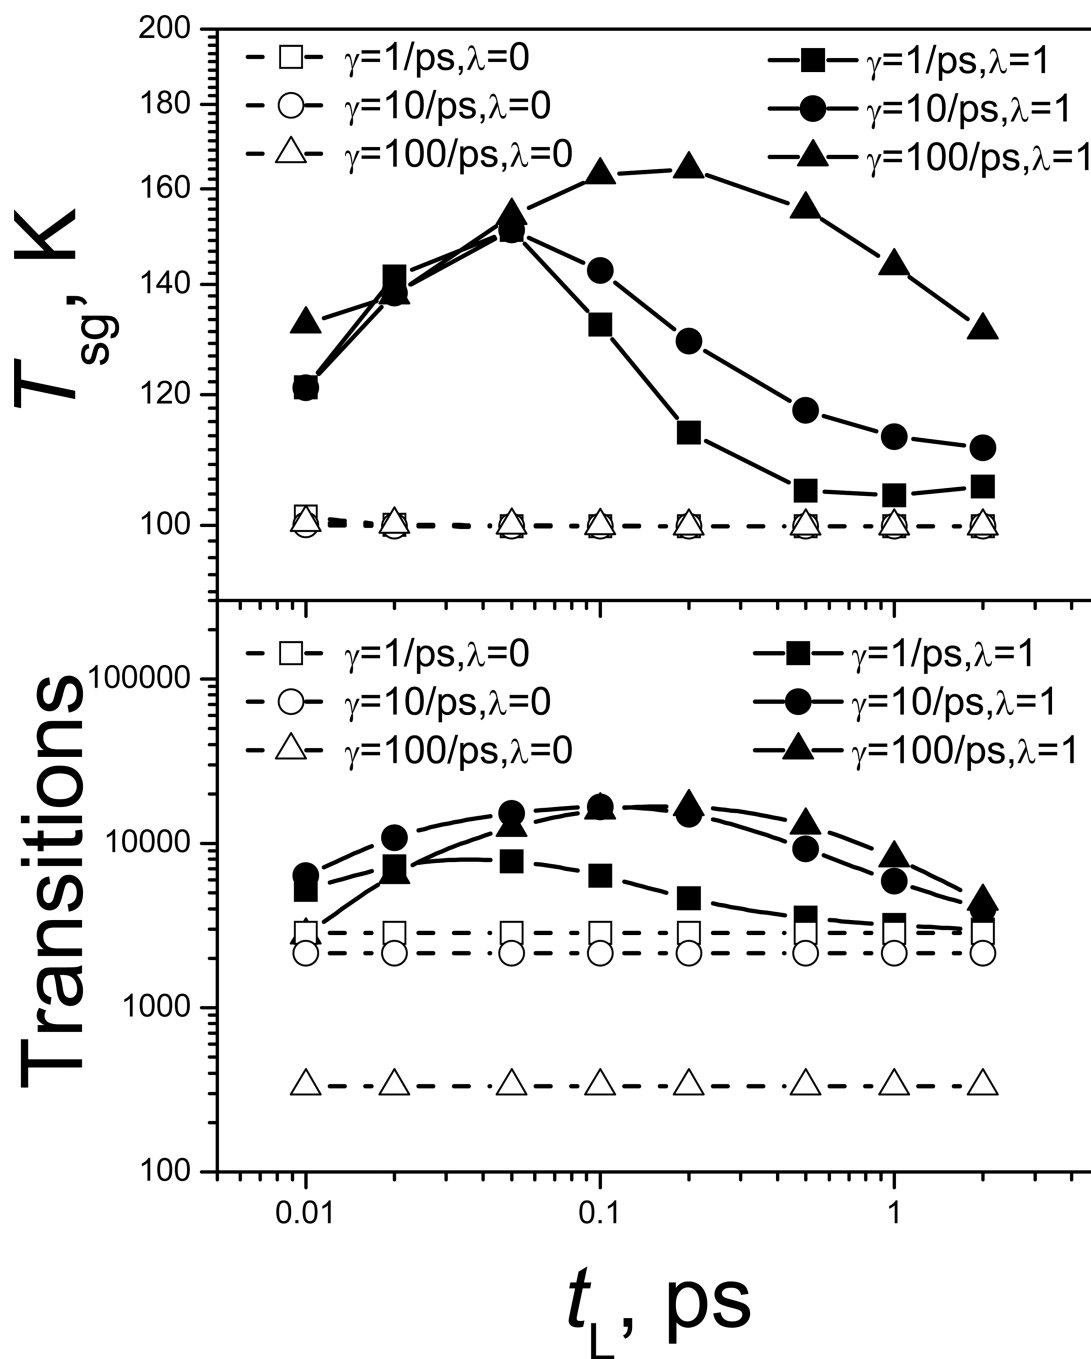 200
180
160
140
120
100
T_sg, K
γ=1/ps,λ=0
γ=10/ps,λ=0
γ=100/ps,λ=0
γ=1/ps,λ=1
γ=10/ps,λ=1
γ=100/ps,λ=1
100000
10000
1000
100
Transitions
γ=1/ps,λ=0
γ=10/ps,λ=0
γ=100/ps,λ=0
γ=1/ps,λ=1
γ=10/ps,λ=1
γ=100/ps,λ=1
0.01 0.1 1
t_L, ps